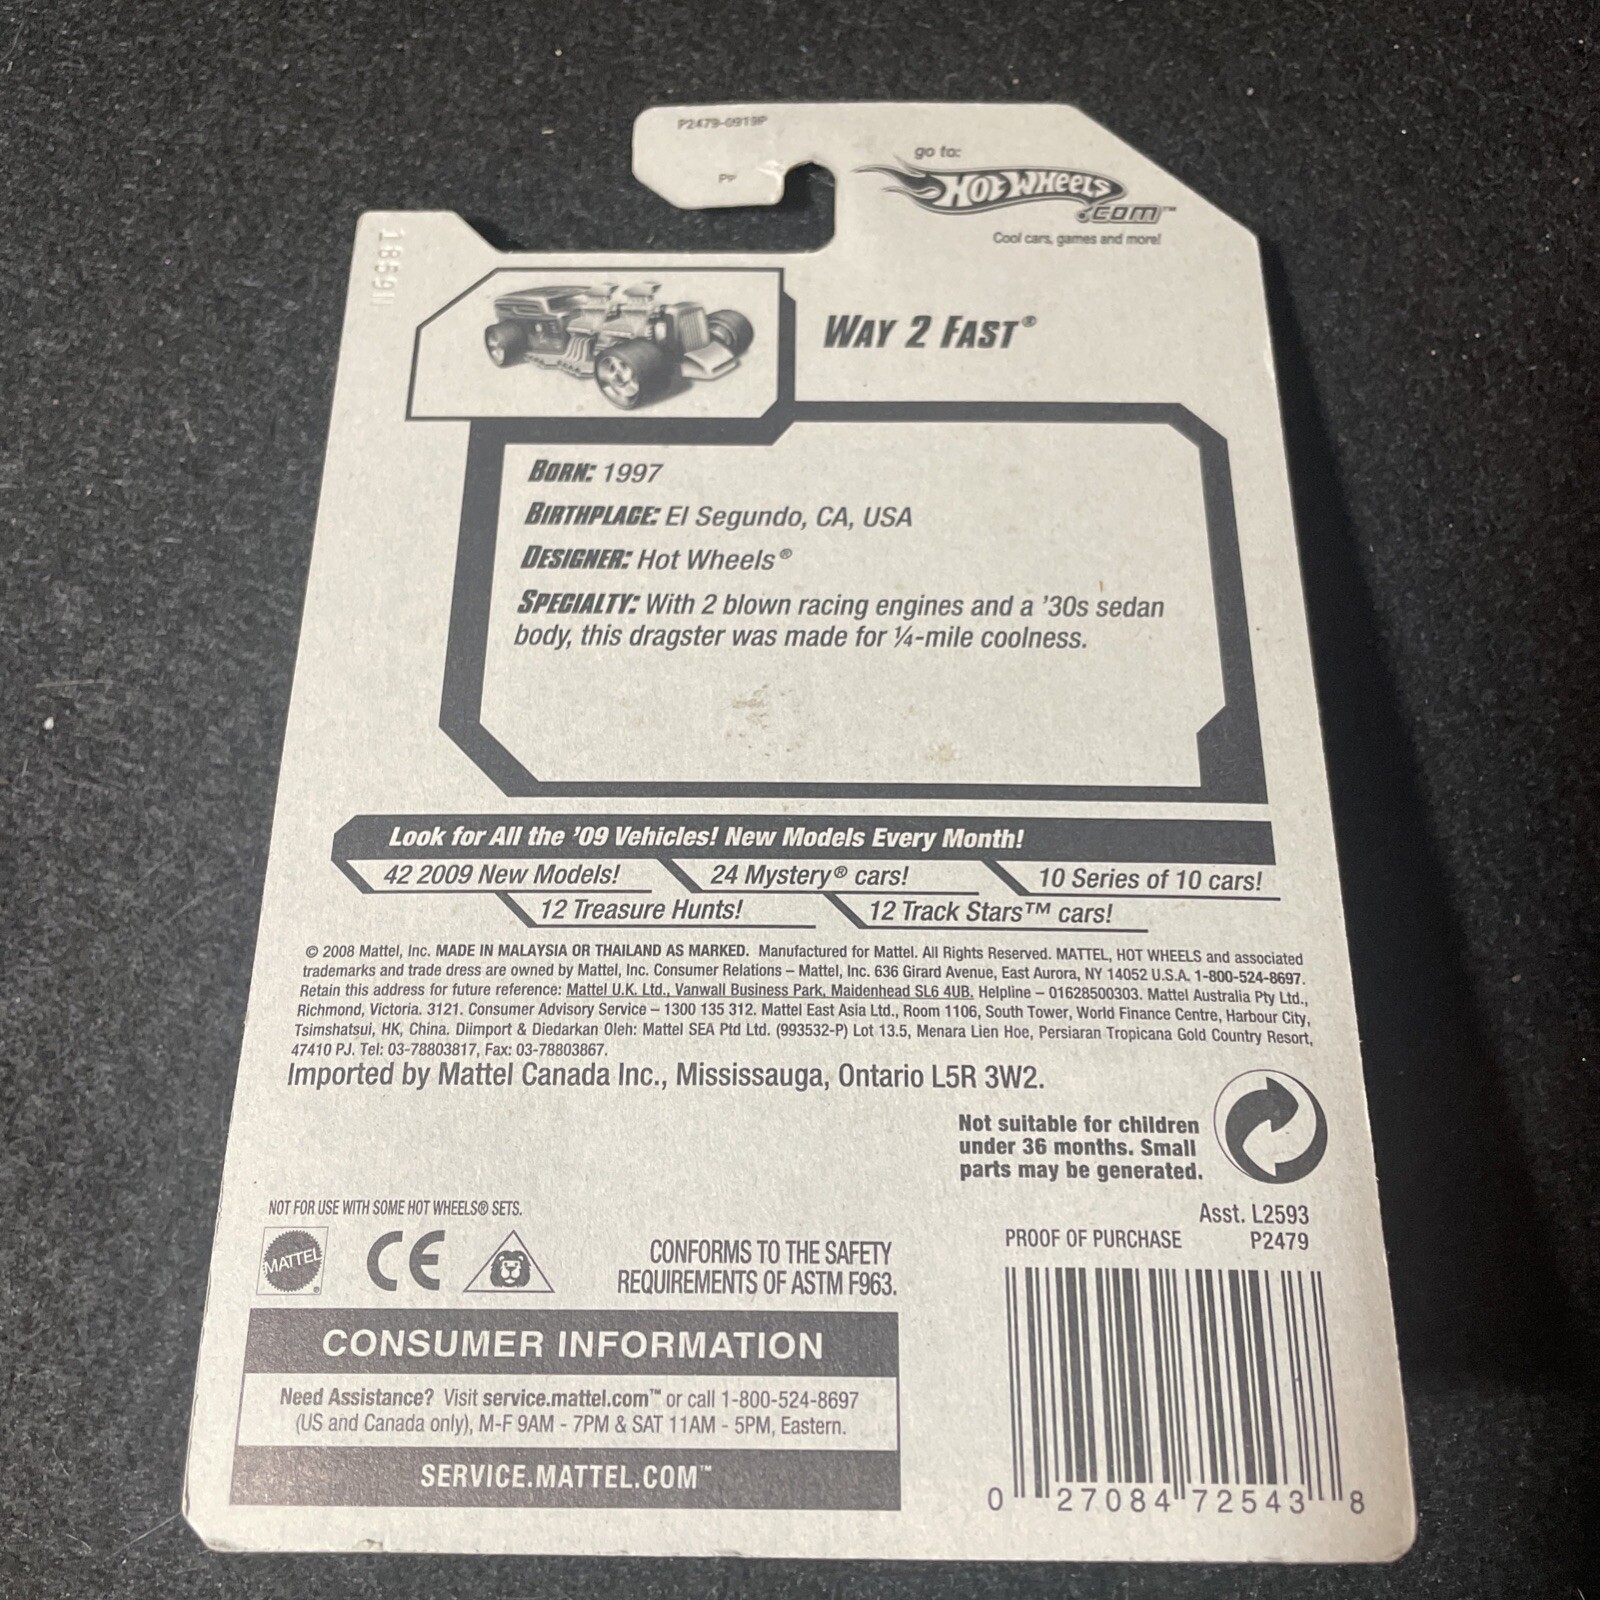 P2479-0919P
go to:
HOT WHEELS
.COM™
Cool cars, games and more!
WAY 2 FAST®
BORN: 1997
BIRTHPLACE: El Segundo, CA, USA
DESIGNER: Hot Wheels®
SPECIALTY: With 2 blown racing engines and a '30s sedan
body, this dragster was made for ¼-mile coolness.
Look for All the '09 Vehicles! New Models Every Month!
42 2009 New Models! 24 Mystery® cars! 10 Series of 10 cars!
12 Treasure Hunts! 12 Track Stars™ cars!
© 2008 Mattel, Inc. MADE IN MALAYSIA OR THAILAND AS MARKED. Manufactured for Mattel. All Rights Reserved. MATTEL, HOT WHEELS and associated
trademarks and trade dress are owned by Mattel, Inc. Consumer Relations – Mattel, Inc. 636 Girard Avenue, East Aurora, NY 14052 U.S.A. 1-800-524-8697.
Retain this address for future reference: Mattel U.K. Ltd., Vanwall Business Park, Maidenhead SL6 4UB. Helpline – 01628500303. Mattel Australia Pty Ltd.,
Richmond, Victoria. 3121. Consumer Advisory Service – 1300 135 312. Mattel East Asia Ltd., Room 1106, South Tower, World Finance Centre, Harbour City,
Tsimshatsui, HK, China. Diimport & Diedarkan Oleh: Mattel SEA Ptd Ltd. (993532-P) Lot 13.5, Menara Lien Hoe, Persiaran Tropicana Gold Country Resort,
47410 PJ. Tel: 03-78803817, Fax: 03-78803867.
Imported by Mattel Canada Inc., Mississauga, Ontario L5R 3W2.
Not suitable for children
under 36 months. Small
parts may be generated.
NOT FOR USE WITH SOME HOT WHEELS® SETS.
MATTEL
®
CE
CONFORMS TO THE SAFETY
REQUIREMENTS OF ASTM F963.
Asst. L2593
PROOF OF PURCHASE P2479
CONSUMER INFORMATION
Need Assistance? Visit service.mattel.com™ or call 1-800-524-8697
(US and Canada only), M-F 9AM - 7PM & SAT 11AM - 5PM, Eastern.
SERVICE.MATTEL.COM™
0 27084 72543 8